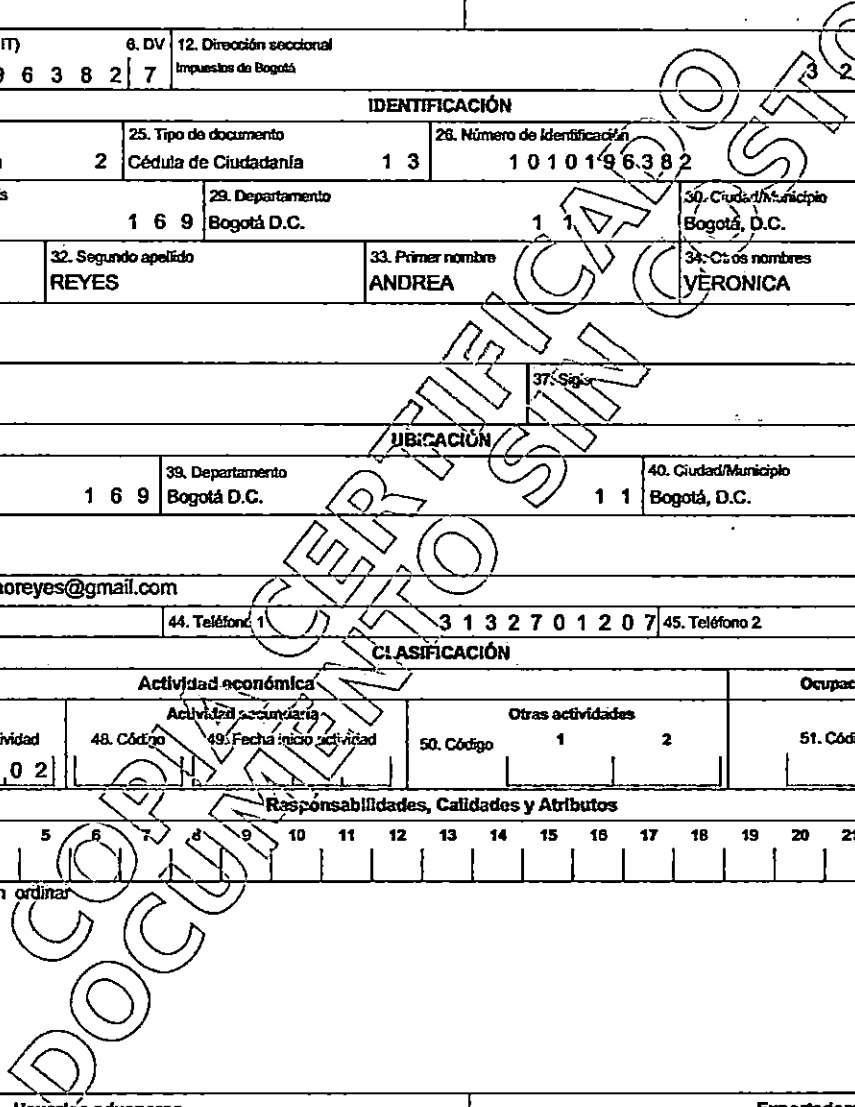 IT) 6. DV 12. Dirección seccional
9 6 3 8 2 7 Impuestos de Bogotá 3 2
IDENTIFICACIÓN
25. Tipo de documento 26. Número de Identificación
2 Cédula de Ciudadanía 1 3 1 0 1 0 1 9 6 3 8 2
29. Departamento 30. Ciudad/Municipio
1 6 9 Bogotá D.C. 1 1 Bogotá, D.C.
32. Segundo apellido 33. Primer nombre 34. Otros nombres
REYES ANDREA VERONICA
37. Sigla
UBICACIÓN
39. Departamento 40. Ciudad/Municipio
1 6 9 Bogotá D.C. 1 1 Bogotá, D.C.
noreyes@gmail.com
44. Teléfono 1 3 1 3 2 7 0 1 2 0 7 45. Teléfono 2
CLASIFICACIÓN
Actividad económica Ocupac
Actividad secundaria Otras actividades
ividad 48. Código 49. Fecha inicio actividad 50. Código 1 2 51. Códi
0 2
Responsabilidades, Calidades y Atributos
5 6 7 8 9 10 11 12 13 14 15 16 17 18 19 20 21
n ordinar
COPIA CERTIFICADO
DOCUMENTO SIN COSTO
Usuarios aduaneros Exportador